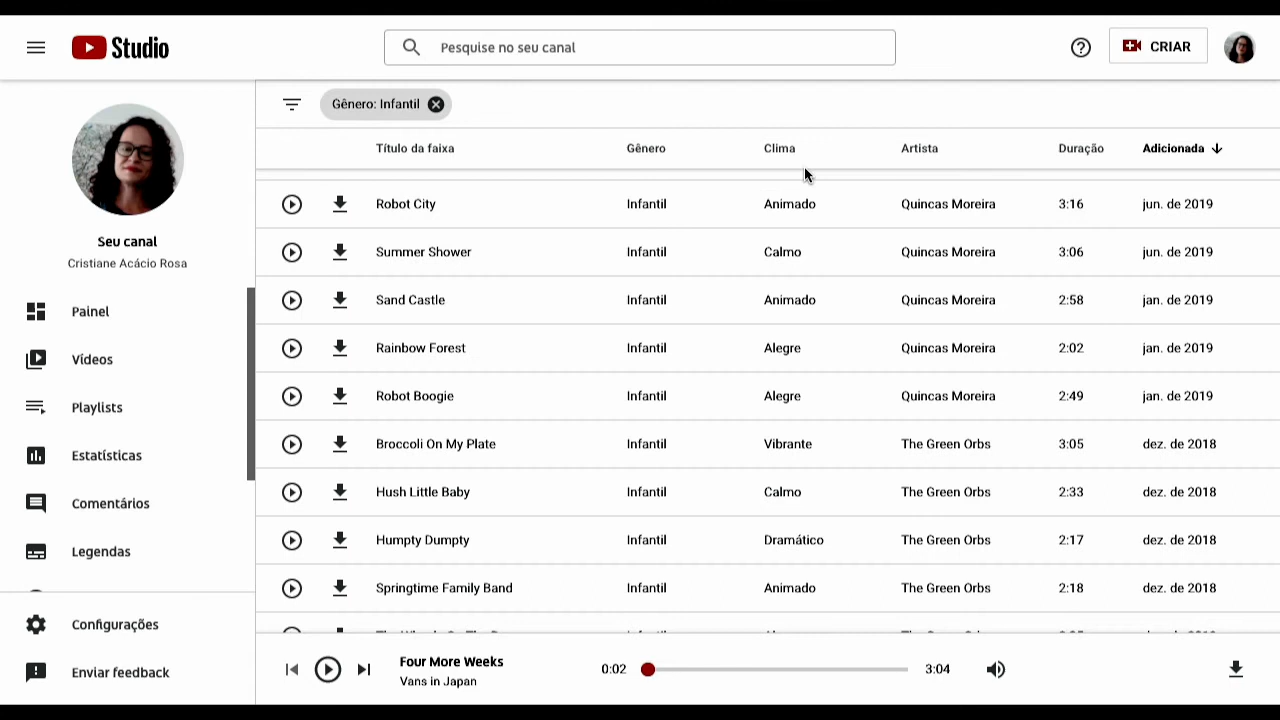 Studio
Pesquise no seu canal
CRIAR
Seu canal
Cristiane Acácio Rosa
Painel
Vídeos
Playlists
Estatísticas
Comentários
Legendas
Configurações
Enviar feedback
Gênero: Infantil
Título da faixa Gênero Clima Artista Duração Adicionada
Robot City Infantil Animado Quincas Moreira 3:16 jun. de 2019
Summer Shower Infantil Calmo Quincas Moreira 3:06 jun. de 2019
Sand Castle Infantil Animado Quincas Moreira 2:58 jan. de 2019
Rainbow Forest Infantil Alegre Quincas Moreira 2:02 jan. de 2019
Robot Boogie Infantil Alegre Quincas Moreira 2:49 jan. de 2019
Broccoli On My Plate Infantil Vibrante The Green Orbs 3:05 dez. de 2018
Hush Little Baby Infantil Calmo The Green Orbs 2:33 dez. de 2018
Humpty Dumpty Infantil Dramático The Green Orbs 2:17 dez. de 2018
Springtime Family Band Infantil Animado The Green Orbs 2:18 dez. de 2018
Four More Weeks
Vans in Japan
0:02 3:04